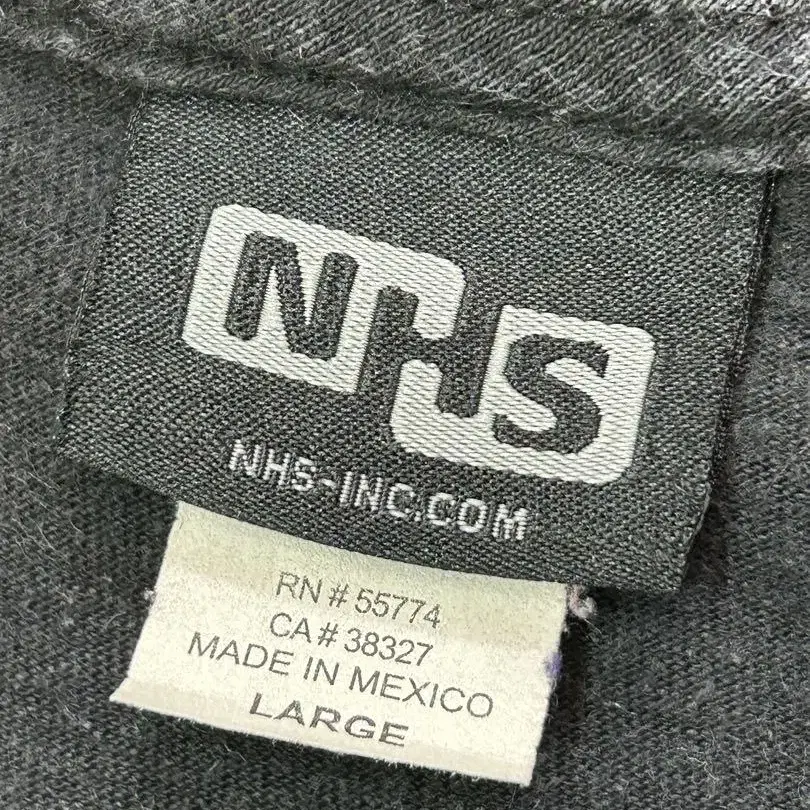 NHS
NHS-INC.COM
RN # 55774
CA # 38327
MADE IN MEXICO
LARGE